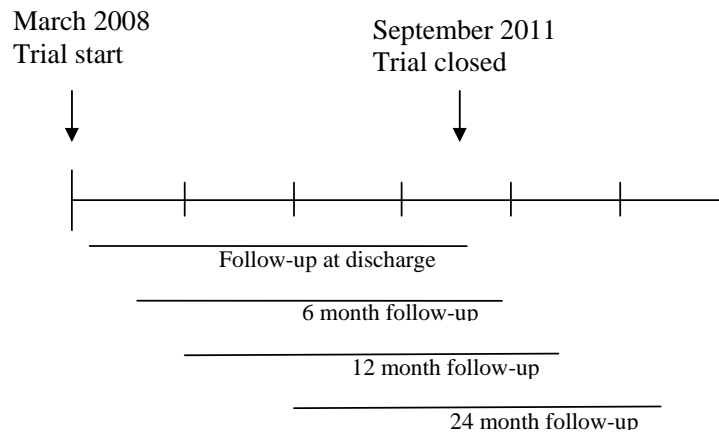 March 2008
Trial start
September 2011
Trial closed
Follow-up at discharge
6 month follow-up
12 month follow-up
24 month follow-up